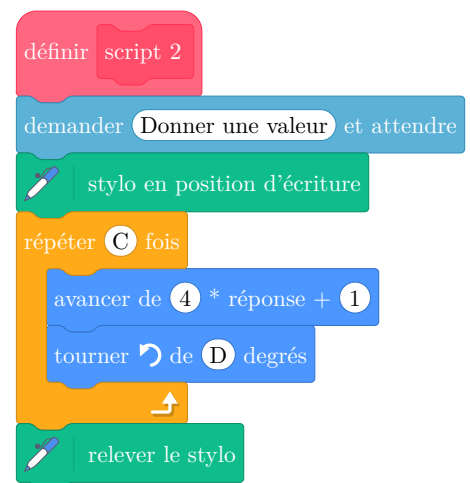 définir script 2
demander Donner une valeur et attendre
stylo en position d'écriture
répéter C fois
avancer de 4 * réponse + 1
tourner de D degrés
relever le stylo